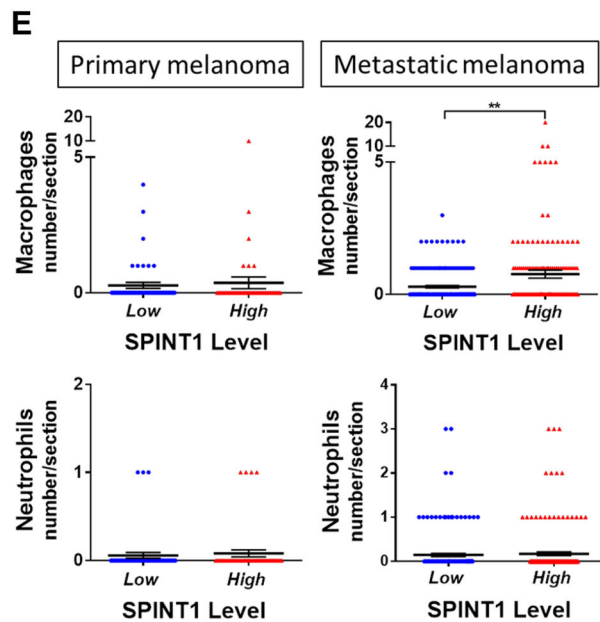 E
Primary melanoma
Metastatic melanoma
Macrophages
number/section
20
10
5
0
Low
High
SPINT1 Level
Macrophages
number/section
**
20
10
5
0
Low
High
SPINT1 Level
Neutrophils
number/section
2
1
0
Low
High
SPINT1 Level
Neutrophils
number/section
4
3
2
1
0
Low
High
SPINT1 Level